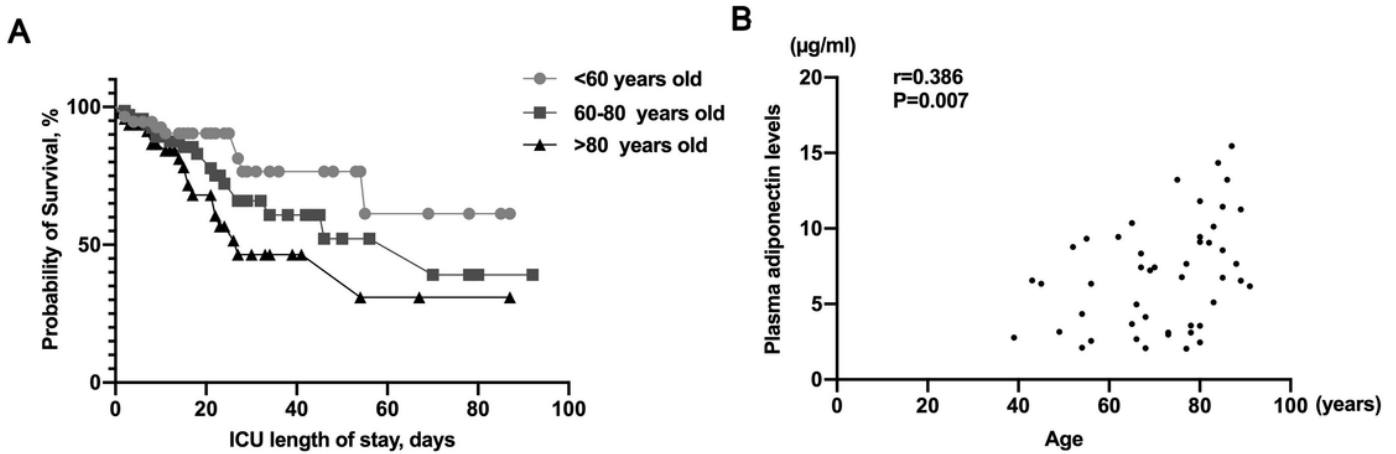 A
Probability of Survival, %
100
50
0
0 20 40 60 80 100
ICU length of stay, days
<60 years old
60-80 years old
>80 years old
B
(µg/ml)
Plasma adiponectin levels
20
15
10
5
0
r=0.386
P=0.007
0 20 40 60 80 100 (years)
Age